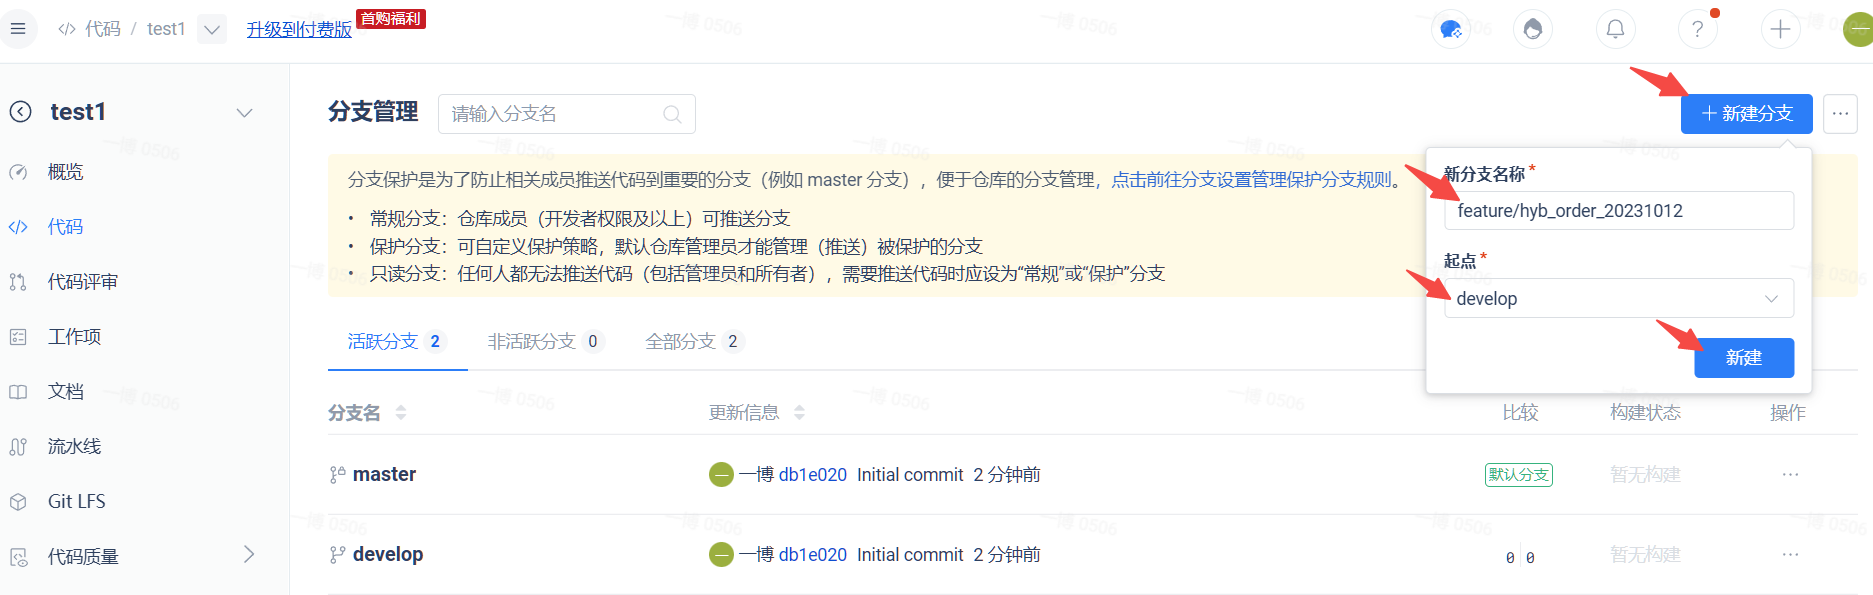 代码 / test1 升级到付费版 首购福利
test1
概览
代码
代码评审
工作项
文档
流水线
Git LFS
代码质量
分支管理 请输入分支名
新建分支 ···
分支保护是为了防止相关成员推送代码到重要的分支（例如 master 分支），便于仓库的分支管理，点击前往分支设置管理保护分支规则。
• 常规分支：仓库成员（开发者权限及以上）可推送分支
• 保护分支：可自定义保护策略，默认仓库管理员才能管理（推送）被保护的分支
• 只读分支：任何人都无法推送代码（包括管理员和所有者），需要推送代码时应设为“常规”或“保护”分支
新分支名称*
feature/hyb_order_20231012
起点*
develop
新建
活跃分支 2 非活跃分支 0 全部分支 2
分支名 更新信息 比较 构建状态 操作
master 一 一博 db1e020 Initial commit 2 分钟前 默认分支 暂无构建 ···
develop 一 一博 db1e020 Initial commit 2 分钟前 0 0 暂无构建 ···
一博 0506